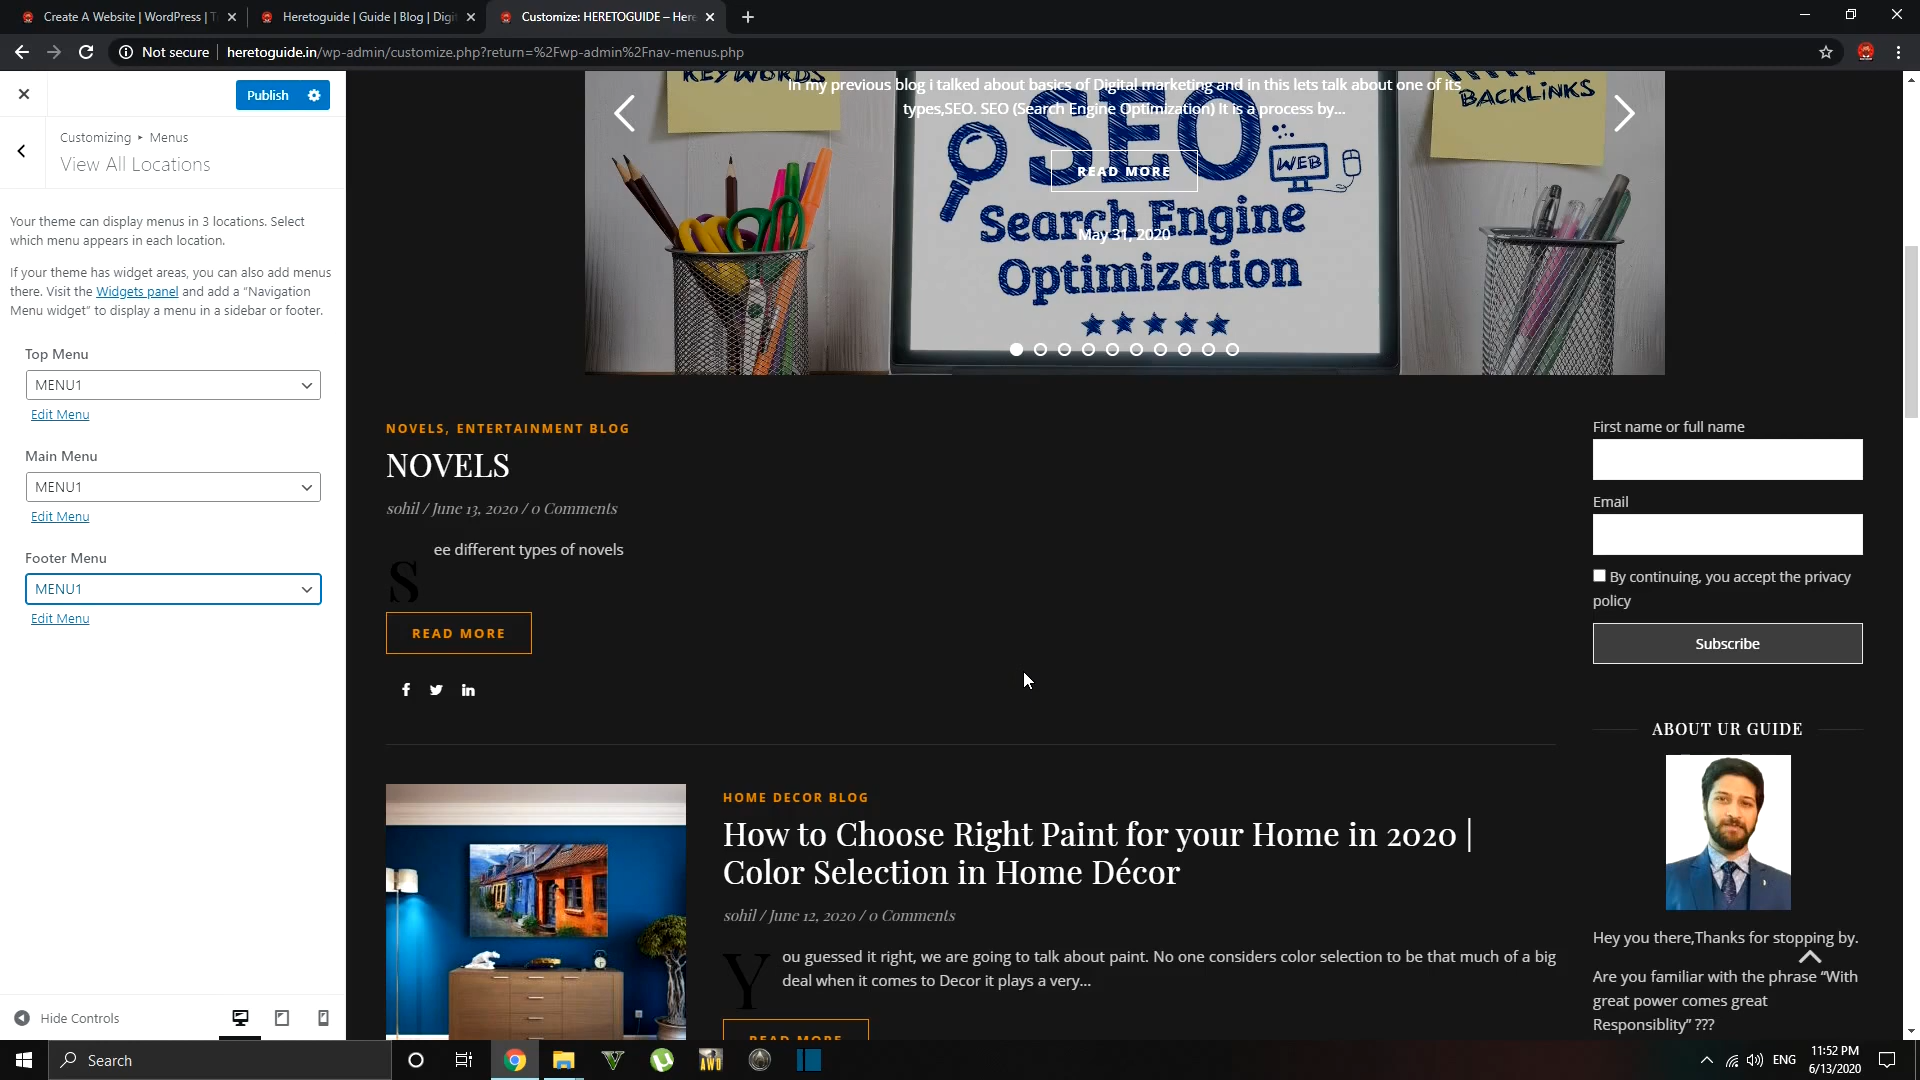 Create A Website | WordPress | T
Heretoguide | Guide | Blog | Digit
Customize: HERETOGUIDE – Here
Not secure
heretoguide.in/wp-admin/customize.php?return=%2Fwp-admin%2Fnav-menus.php
Publish
Customizing ▸ Menus
View All Locations
Your theme can display menus in 3 locations. Select
which menu appears in each location.
If your theme has widget areas, you can also add menus
there. Visit the Widgets panel and add a “Navigation
Menu widget” to display a menu in a sidebar or footer.
Top Menu
MENU1
Edit Menu
Main Menu
MENU1
Edit Menu
Footer Menu
MENU1
Edit Menu
Hide Controls
KEYWORDS
BACKLINKS
In my previous blog i talked about basics of Digital marketing and in this lets talk about one of its
types,SEO. SEO (Search Engine Optimization) It is a process by...
SEO
WEB
READ MORE
Search Engine
May 31, 2020
Optimization
NOVELS, ENTERTAINMENT BLOG
NOVELS
sohil / June 13, 2020 / 0 Comments
See different types of novels
READ MORE
HOME DECOR BLOG
How to Choose Right Paint for your Home in 2020 |
Color Selection in Home Décor
sohil / June 12, 2020 / 0 Comments
You guessed it right, we are going to talk about paint. No one considers color selection to be that much of a big
deal when it comes to Decor it plays a very...
READ MORE
First name or full name
Email
By continuing, you accept the privacy
policy
Subscribe
ABOUT UR GUIDE
Hey you there,Thanks for stopping by.
Are you familiar with the phrase “With
great power comes great
Responsiblity” ???
Search
AWD
ENG
11:52 PM
6/13/2020